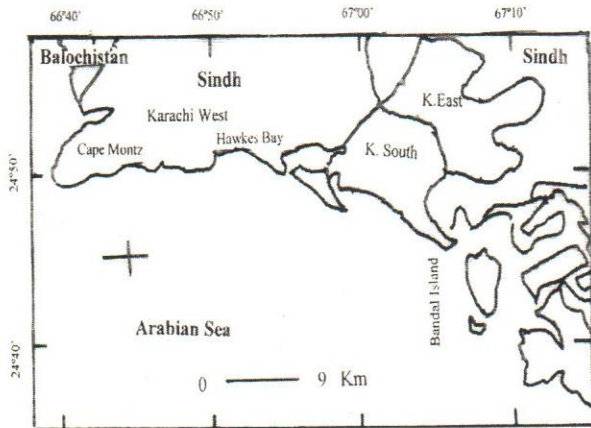 66°40' 66°50' 67°00' 67°10'
Balochistan
Sindh
Sindh
Karachi West
K.East
Hawkes Bay
Cape Montz
K. South
24°50'
Bandal Island
Arabian Sea
24°40'
0 9 Km